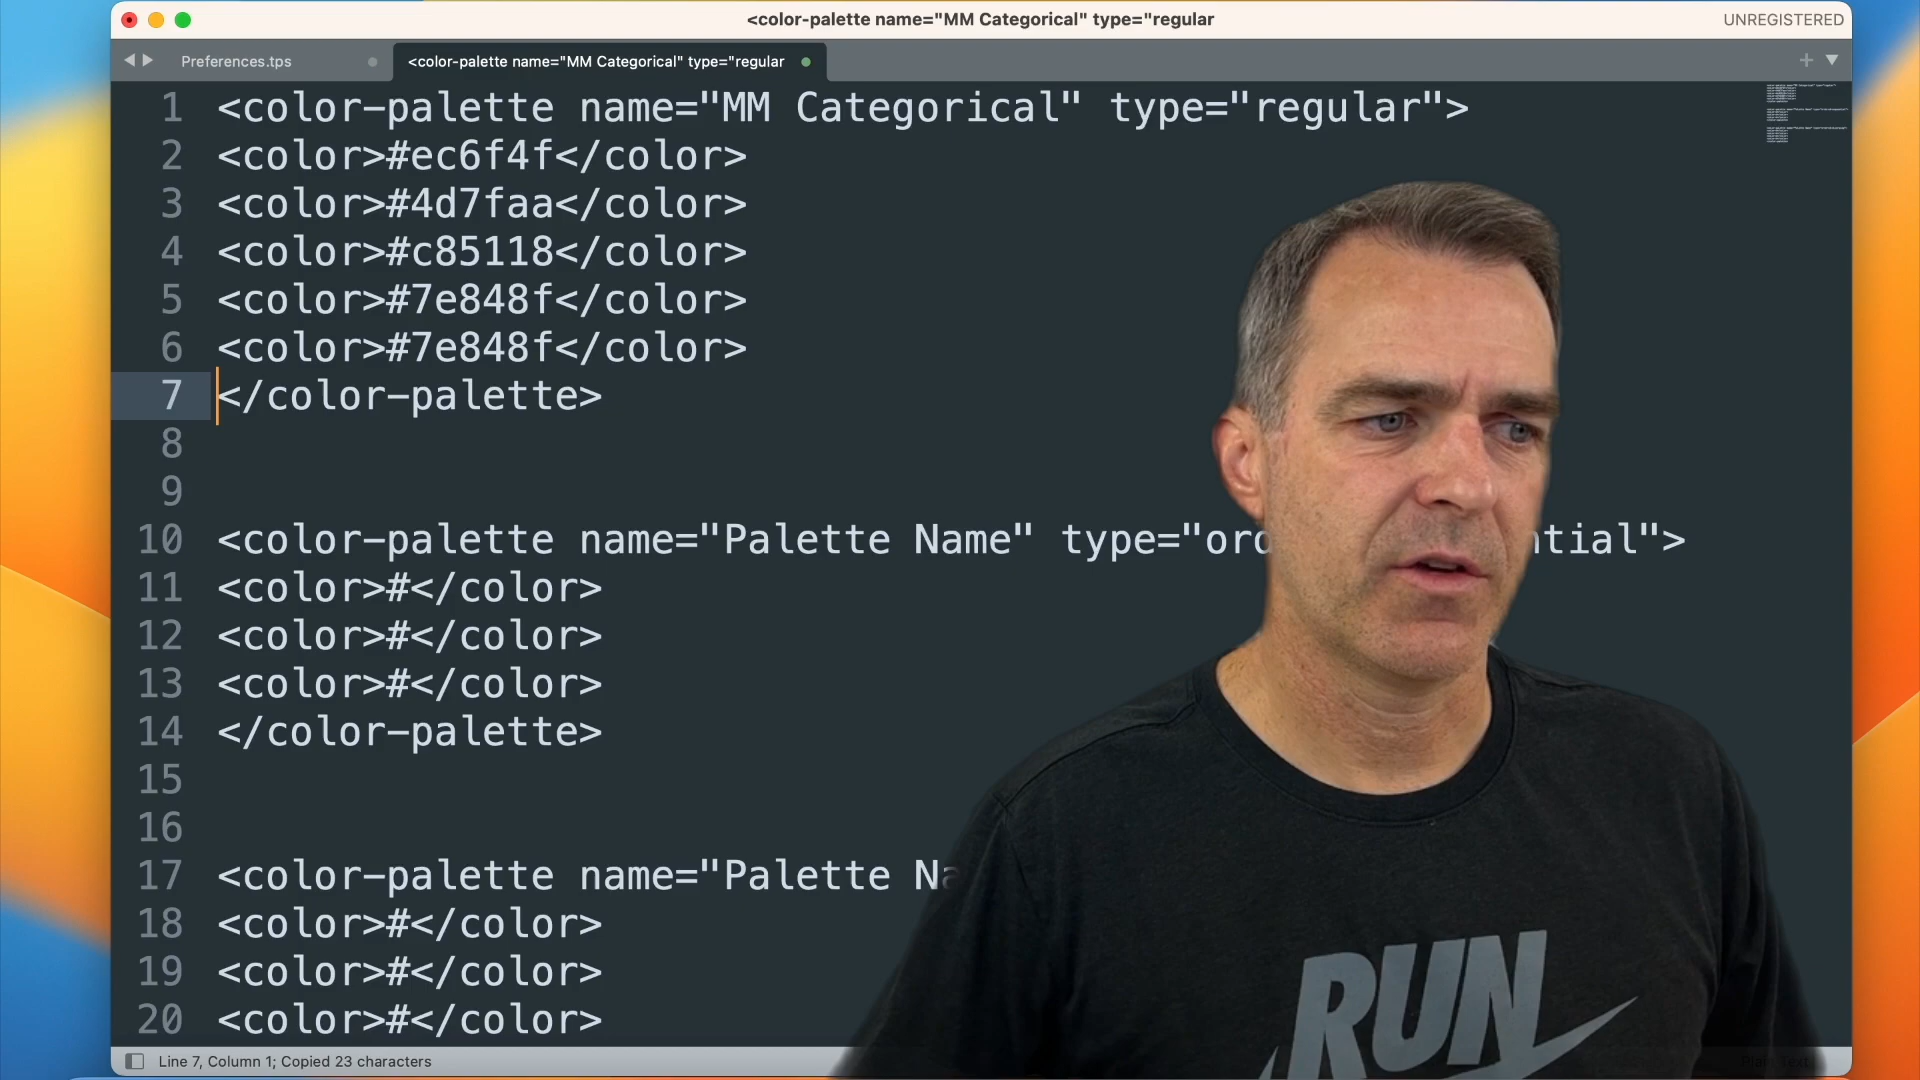 <color-palette name="MM Categorical" type="regular
UNREGISTERED
Preferences.tps
<color-palette name="MM Categorical" type="regular
1 <color-palette name="MM Categorical" type="regular">
2 <color>#ec6f4f</color>
3 <color>#4d7faa</color>
4 <color>#c85118</color>
5 <color>#7e848f</color>
6 <color>#7e848f</color>
7 </color-palette>
8
9
10 <color-palette name="Palette Name" type="ord ntial">
11 <color>#</color>
12 <color>#</color>
13 <color>#</color>
14 </color-palette>
15
16
17 <color-palette name="Palette Na
18 <color>#</color>
19 <color>#</color>
20 <color>#</color>
RUN
Line 7, Column 1; Copied 23 characters